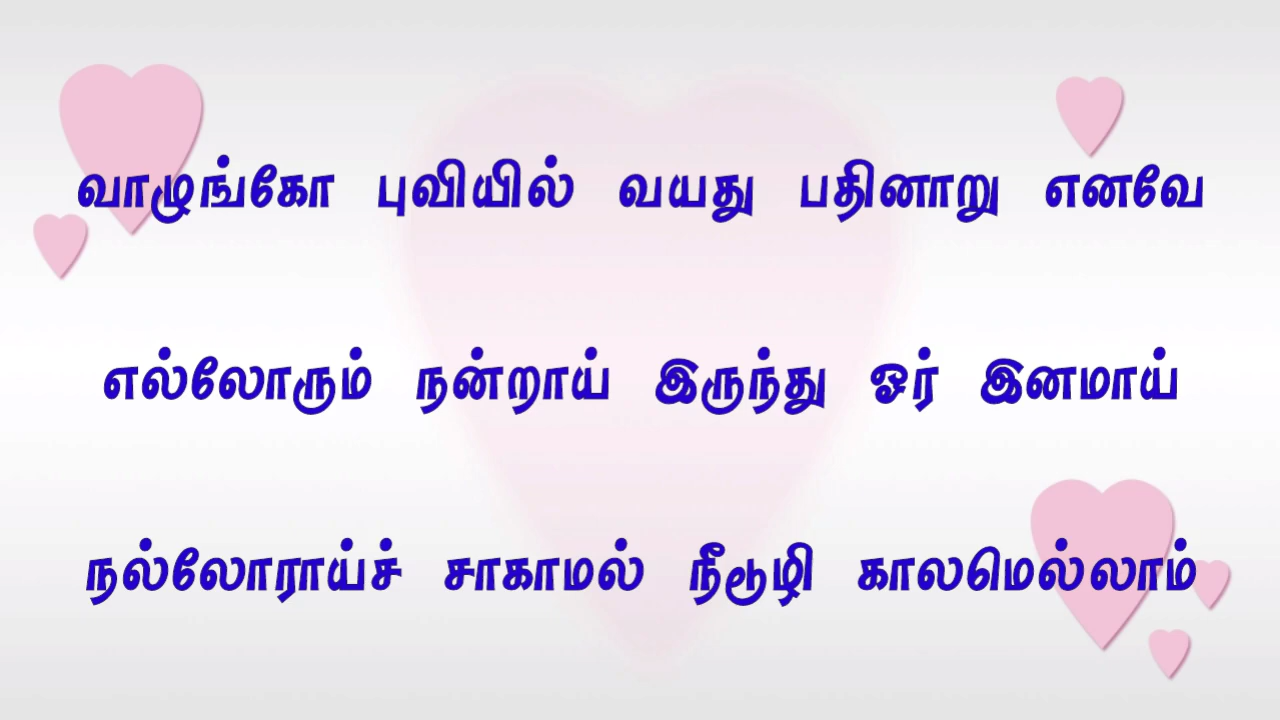 வாழுங்கோ புவியில் வயது பதினாறு எனவே
எல்லோரும் நன்றாய் இருந்து ஓர் இனமாய்
நல்லோராய்ச் சாகாமல் நீடூழி காலமெல்லாம்